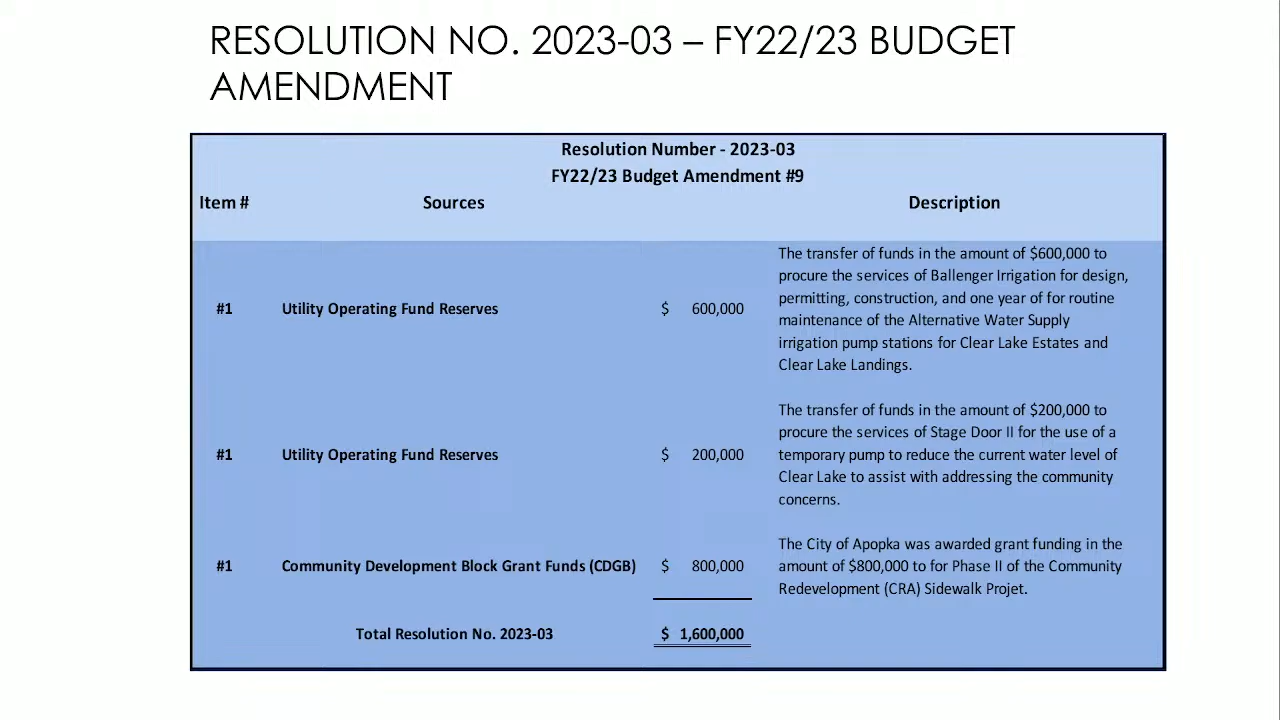 RESOLUTION NO. 2023-03 – FY22/23 BUDGET
AMENDMENT
Resolution Number - 2023-03
FY22/23 Budget Amendment #9
Item # Sources Description
#1 Utility Operating Fund Reserves $ 600,000
The transfer of funds in the amount of $600,000 to
procure the services of Ballenger Irrigation for design,
permitting, construction, and one year of for routine
maintenance of the Alternative Water Supply
irrigation pump stations for Clear Lake Estates and
Clear Lake Landings.
#1 Utility Operating Fund Reserves $ 200,000
The transfer of funds in the amount of $200,000 to
procure the services of Stage Door II for the use of a
temporary pump to reduce the current water level of
Clear Lake to assist with addressing the community
concerns.
#1 Community Development Block Grant Funds (CDGB) $ 800,000
The City of Apopka was awarded grant funding in the
amount of $800,000 to for Phase II of the Community
Redevelopment (CRA) Sidewalk Projet.
Total Resolution No. 2023-03 $ 1,600,000